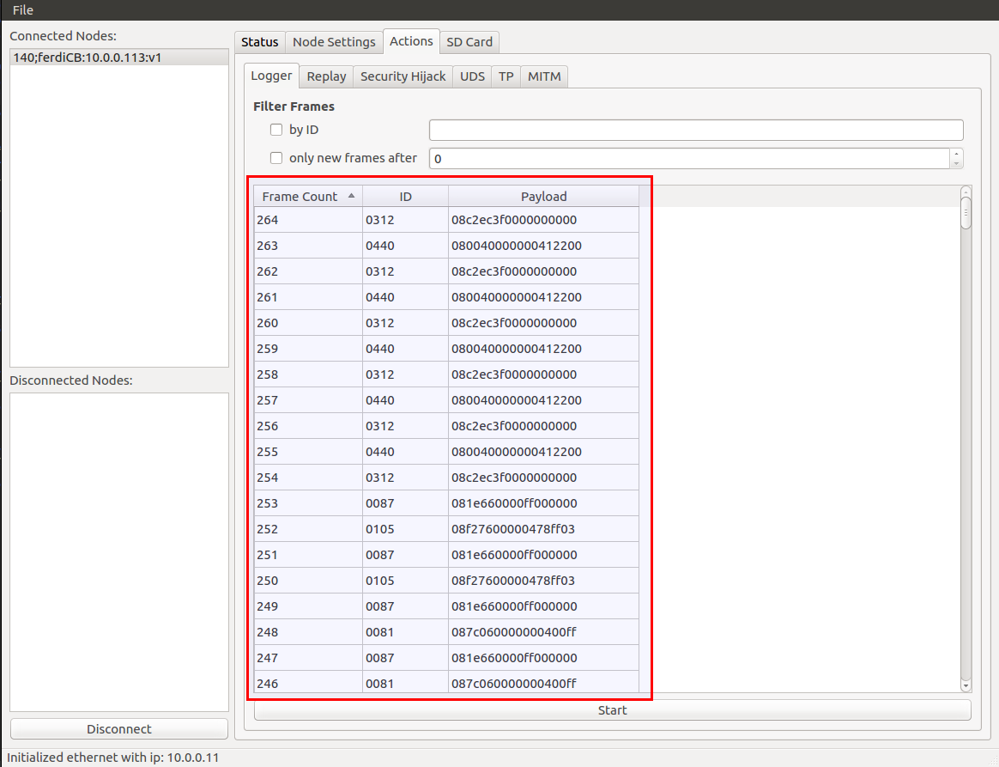 File
Connected Nodes:
140;ferdiCB:10.0.0.113:v1
Disconnected Nodes:
Disconnect
Status Node Settings Actions SD Card
Logger Replay Security Hijack UDS TP MITM
Filter Frames
by ID
only new frames after 0
Frame Count ID Payload
264 0312 08c2ec3f0000000000
263 0440 080040000000412200
262 0312 08c2ec3f0000000000
261 0440 080040000000412200
260 0312 08c2ec3f0000000000
259 0440 080040000000412200
258 0312 08c2ec3f0000000000
257 0440 080040000000412200
256 0312 08c2ec3f0000000000
255 0440 080040000000412200
254 0312 08c2ec3f0000000000
253 0087 081e660000ff000000
252 0105 08f27600000478ff03
251 0087 081e660000ff000000
250 0105 08f27600000478ff03
249 0087 081e660000ff000000
248 0081 087c060000000400ff
247 0087 081e660000ff000000
246 0081 087c060000000400ff
Start
Initialized ethernet with ip: 10.0.0.11